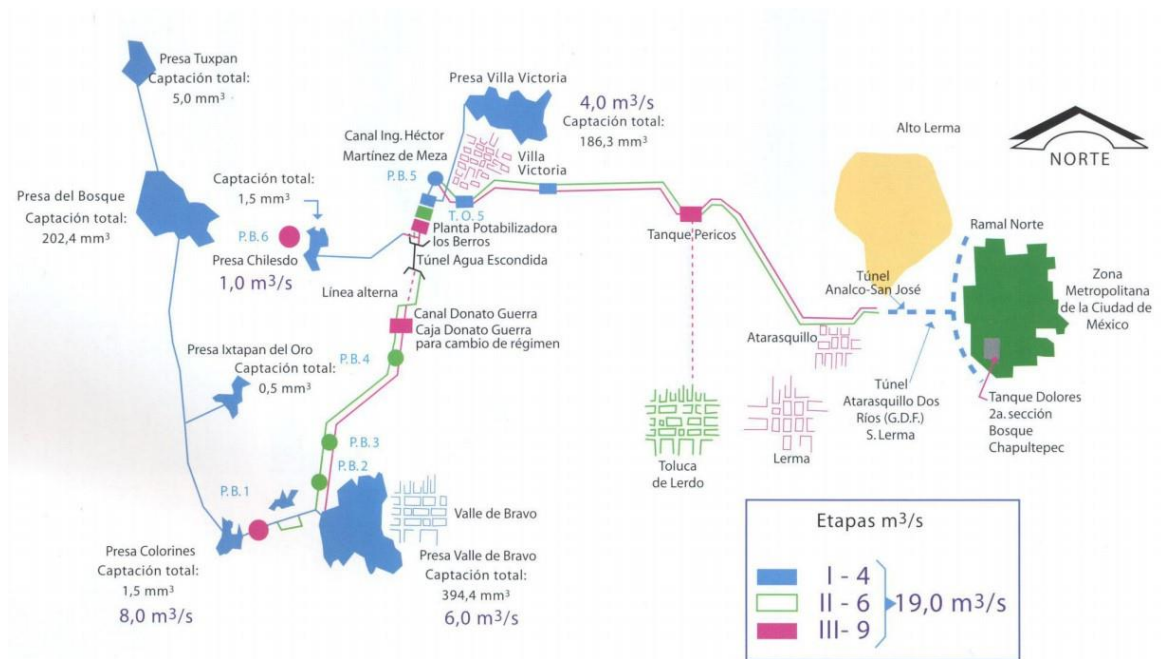 Presa Tuxpan
Captación total:
5,0 mm³
Presa del Bosque
Captación total:
202,4 mm³
Captación total:
1,5 mm³
P.B.6
Presa Chilesdo
1,0 m³/s
Presa Villa Victoria
4,0 m³/s
Captación total:
186,3 mm³
Canal Ing. Héctor
Martínez de Meza
P.B.5
Villa
Victoria
T.O.5
Planta Potabilizadora
los Berros
Túnel Agua Escondida
Línea alterna
Canal Donato Guerra
Caja Donato Guerra
para cambio de régimen
P.B.4
Presa Ixtapan del Oro
Captación total:
0,5 mm³
P.B.3
P.B.2
P.B.1
Presa Colorines
Captación total:
1,5 mm³
8,0 m³/s
Valle de Bravo
Presa Valle de Bravo
Captación total:
394,4 mm³
6,0 m³/s
Tanque Pericos
Toluca
de Lerdo
Atarasquillo
Lerma
Alto Lerma
NORTE
Ramal Norte
Túnel
Analco-San José
Zona
Metropolitana
de la Ciudad de
México
Túnel
Atarasquillo Dos
Ríos (G.D.F.)
S. Lerma
Tanque Dolores
2a. sección
Bosque
Chapultepec
Etapas m³/s
I - 4
II - 6
III- 9
19,0 m³/s